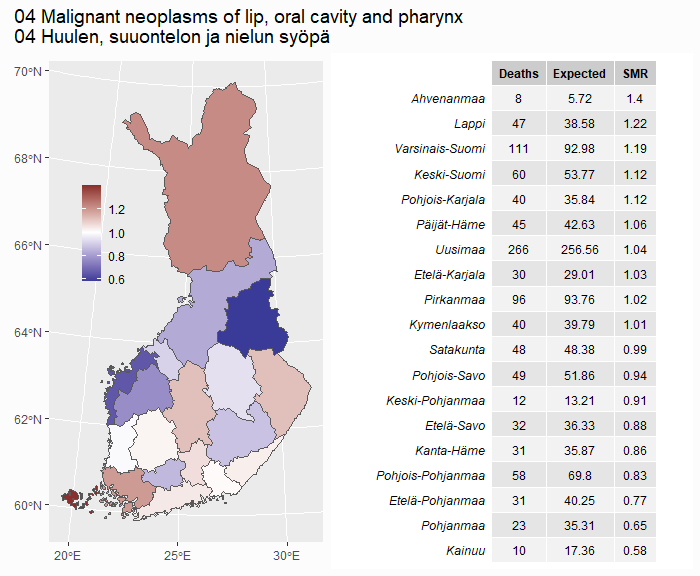 04 Malignant neoplasms of lip, oral cavity and pharynx
04 Huulen, suuontelon ja nielun syöpä
70°N
68°N
66°N
64°N
62°N
60°N
20°E 25°E 30°E
1.2
1.0
0.8
0.6
Deaths Expected SMR
Ahvenanmaa 8 5.72 1.4
Lappi 47 38.58 1.22
Varsinais-Suomi 111 92.98 1.19
Keski-Suomi 60 53.77 1.12
Pohjois-Karjala 40 35.84 1.12
Päijät-Häme 45 42.63 1.06
Uusimaa 266 256.56 1.04
Etelä-Karjala 30 29.01 1.03
Pirkanmaa 96 93.76 1.02
Kymenlaakso 40 39.79 1.01
Satakunta 48 48.38 0.99
Pohjois-Savo 49 51.86 0.94
Keski-Pohjanmaa 12 13.21 0.91
Etelä-Savo 32 36.33 0.88
Kanta-Häme 31 35.87 0.86
Pohjois-Pohjanmaa 58 69.8 0.83
Etelä-Pohjanmaa 31 40.25 0.77
Pohjanmaa 23 35.31 0.65
Kainuu 10 17.36 0.58